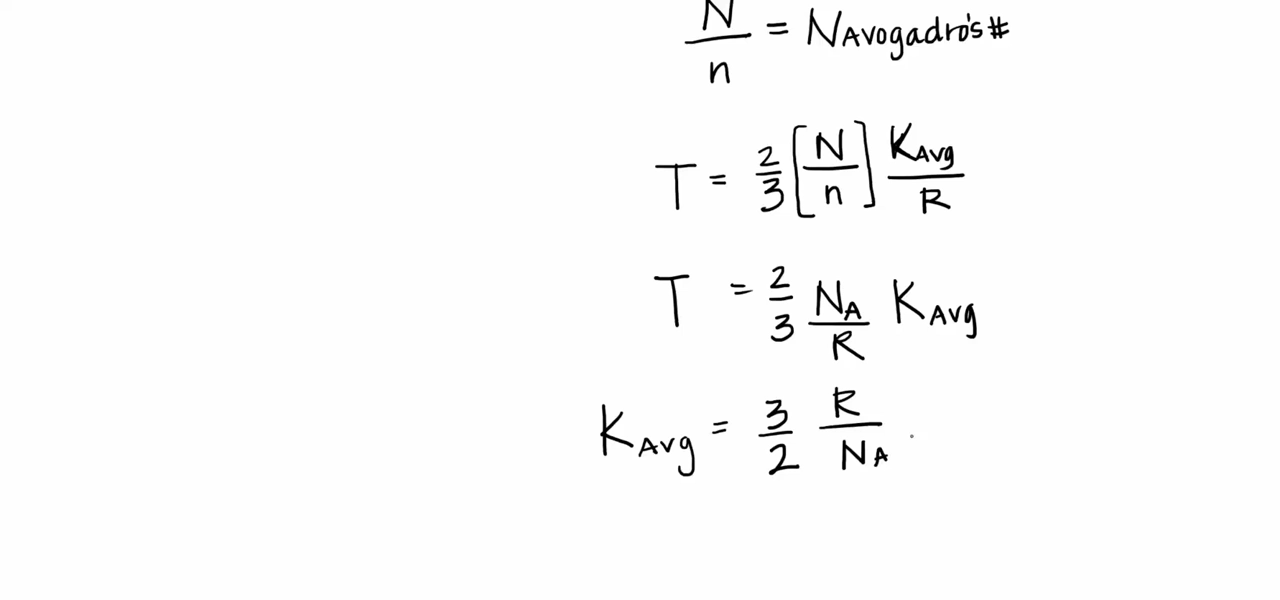 N/n = NAvogadro's#
T = 2/3 [N/n] KAvg/R
T = 2/3 NA/R KAvg
KAvg = 3/2 R/NA